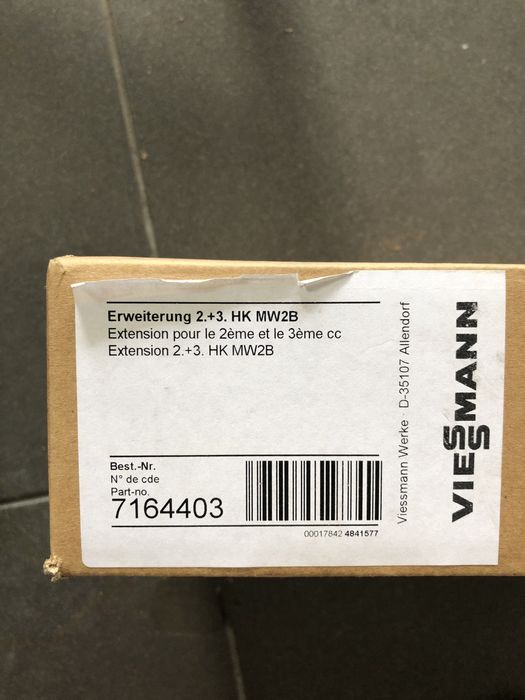 Erweiterung 2.+3. HK MW2B
Extension pour le 2ème et le 3ème cc
Extension 2.+3. HK MW2B
Best.-Nr.
N° de cde
Part-no.
7164403
00017842 4841577
Viessmann Werke · D-35107 Allendorf
VIESSMANN